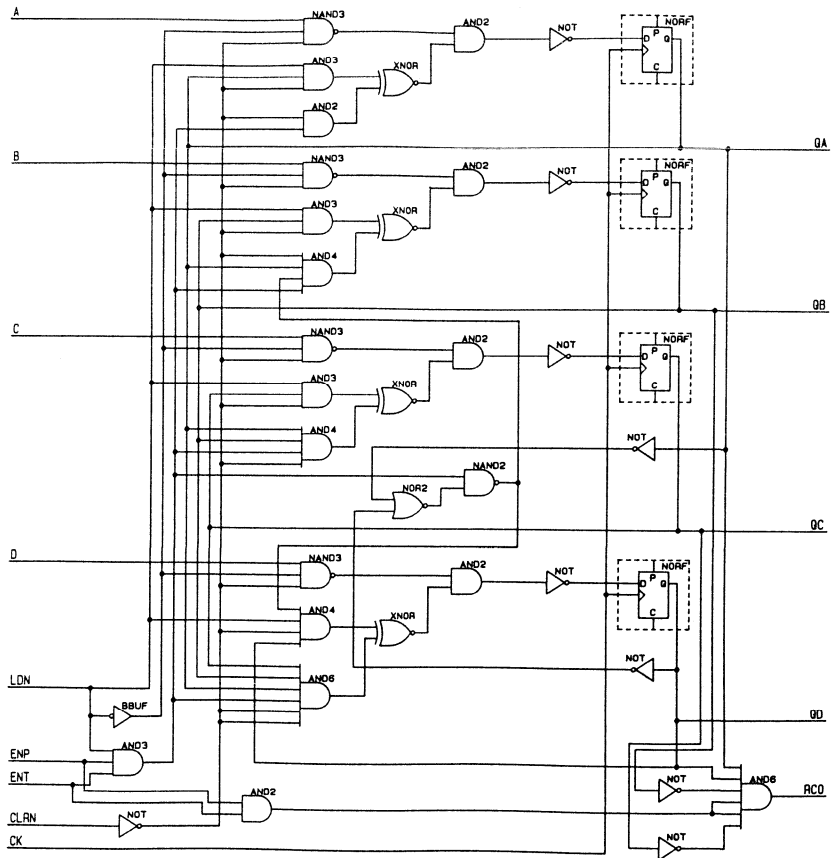 A
NAND3
AND2
NOT
NORF
P
D Q
C
AND3
XNOR
AND2
QA
B
NAND3
AND2
NOT
NORF
P
D Q
C
AND3
XNOR
AND4
QB
C
NAND3
AND2
NOT
NORF
P
D Q
C
AND3
XNOR
AND4
NOT
NAND2
NOR2
QC
D
NAND3
AND2
NOT
NORF
P
D Q
C
AND4
XNOR
NOT
LDN
AND6
BBUF
QD
AND3
ENP
ENT
AND2
NOT
AND6
RCO
CLRN
NOT
NOT
CK